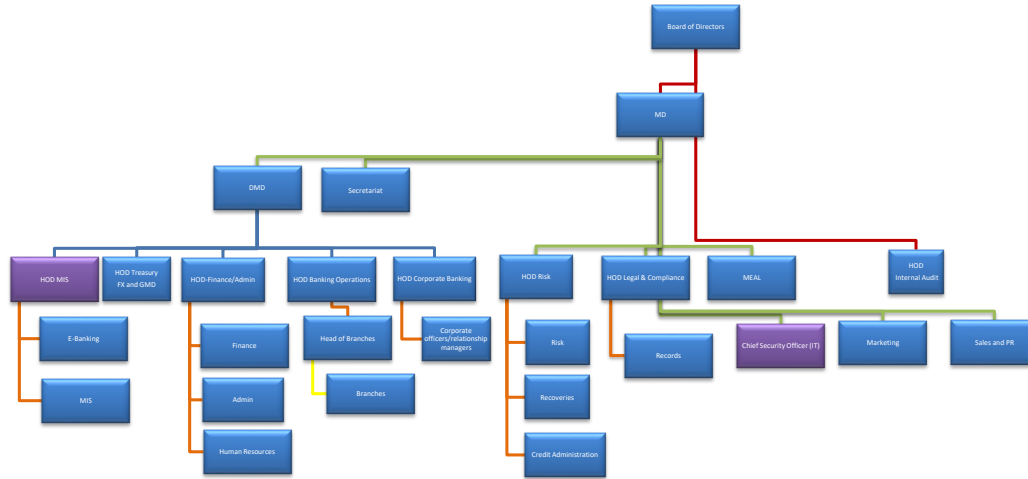 Board of Directors
MD
DMD
Secretariat
HOD MIS
HOD Treasury
FX and GMD
HOD-Finance/Admin
HOD Banking Operations
HOD Corporate Banking
HOD Risk
HOD Legal & Compliance
MEAL
HOD
Internal Audit
E-Banking
Finance
Head of Branches
Corporate
officers/relationship
managers
Risk
Records
Chief Security Officer (IT)
Marketing
Sales and PR
MIS
Admin
Branches
Recoveries
Human Resources
Credit Administration